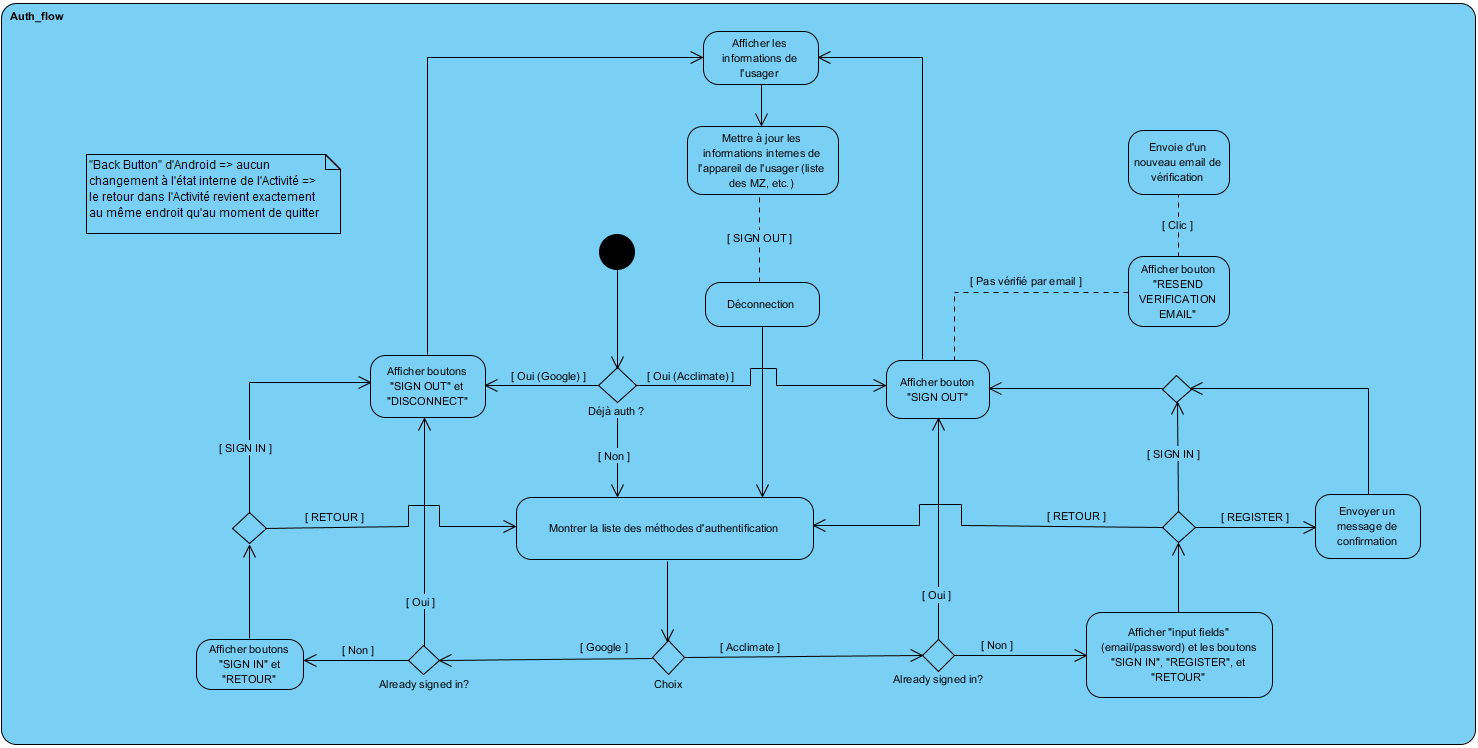 Auth_flow
Afficher les
informations de
l'usager
Mettre à jour les
informations internes de
l'appareil de l'usager (liste
des MZ, etc.)
"Back Button" d'Android => aucun
changement à l'état interne de l'Activité =>
le retour dans l'Activité revient exactement
au même endroit qu'au moment de quitter
Envoie d'un
nouveau email de
vérification
[ Clic ]
[ SIGN OUT ]
Afficher bouton
"RESEND
VERIFICATION
EMAIL"
[ Pas vérifié par email ]
Déconnection
Afficher boutons
"SIGN OUT" et
"DISCONNECT"
[ Oui (Google) ]
[ Oui (Acclimate) ]
Déjà auth ?
Afficher bouton
"SIGN OUT"
[ SIGN IN ]
[ Non ]
[ SIGN IN ]
[ RETOUR ]
Montrer la liste des méthodes d'authentification
[ RETOUR ]
[ REGISTER ]
Envoyer un
message de
confirmation
[ Oui ]
[ Oui ]
Afficher boutons
"SIGN IN" et
"RETOUR"
[ Non ]
Already signed in?
[ Google ]
[ Acclimate ]
Choix
[ Non ]
Already signed in?
Afficher "input fields"
(email/password) et les boutons
"SIGN IN", "REGISTER", et
"RETOUR"